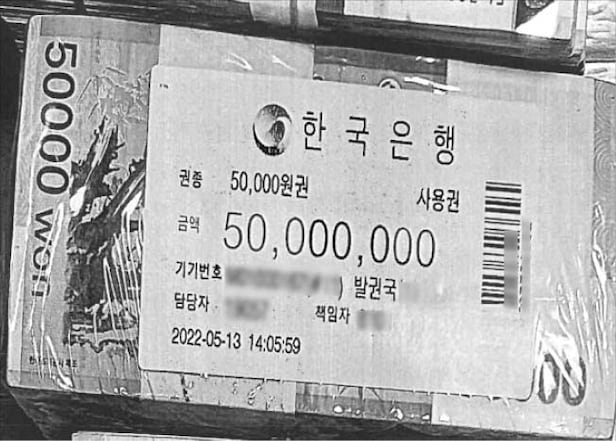 50000 won
한국은행
권종 50,000원권 사용권
금액 50,000,000
기기번호 ) 발권국
담당자 책임자
2022-05-13 14:05:59
00